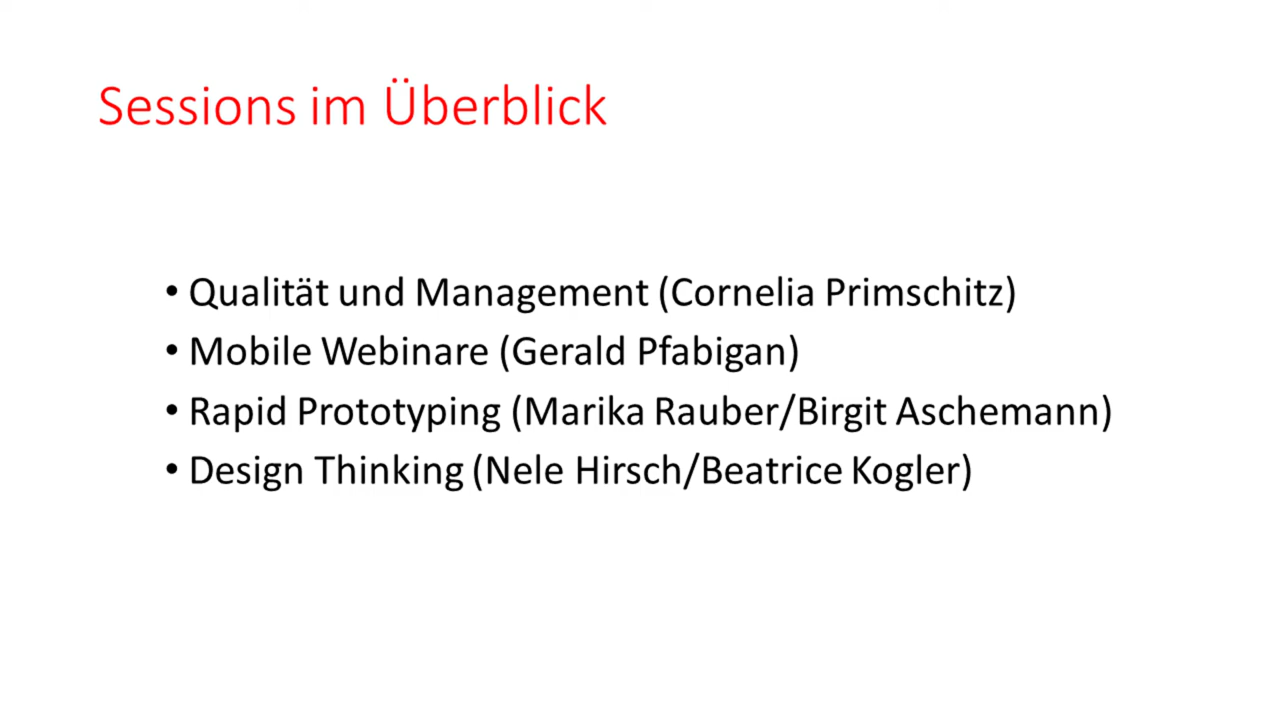 Sessions im Überblick
• Qualität und Management (Cornelia Primschitz)
• Mobile Webinare (Gerald Pfabigan)
• Rapid Prototyping (Marika Rauber/Birgit Aschemann)
• Design Thinking (Nele Hirsch/Beatrice Kogler)